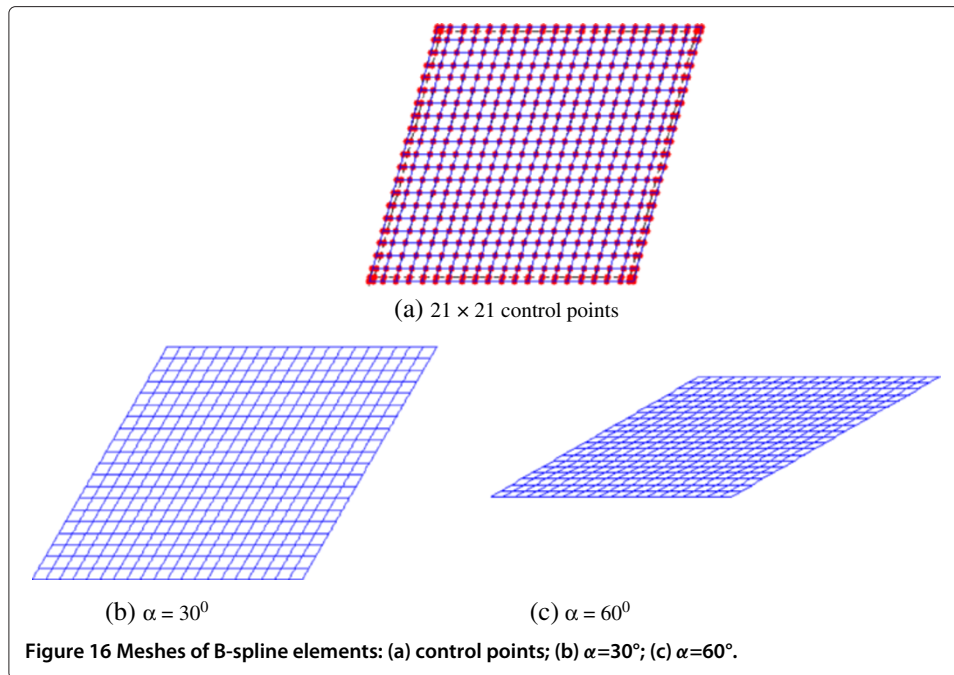 (a) 21 × 21 control points
(b) α = 30⁰
(c) α = 60⁰
Figure 16 Meshes of B-spline elements: (a) control points; (b) α=30°; (c) α=60°.